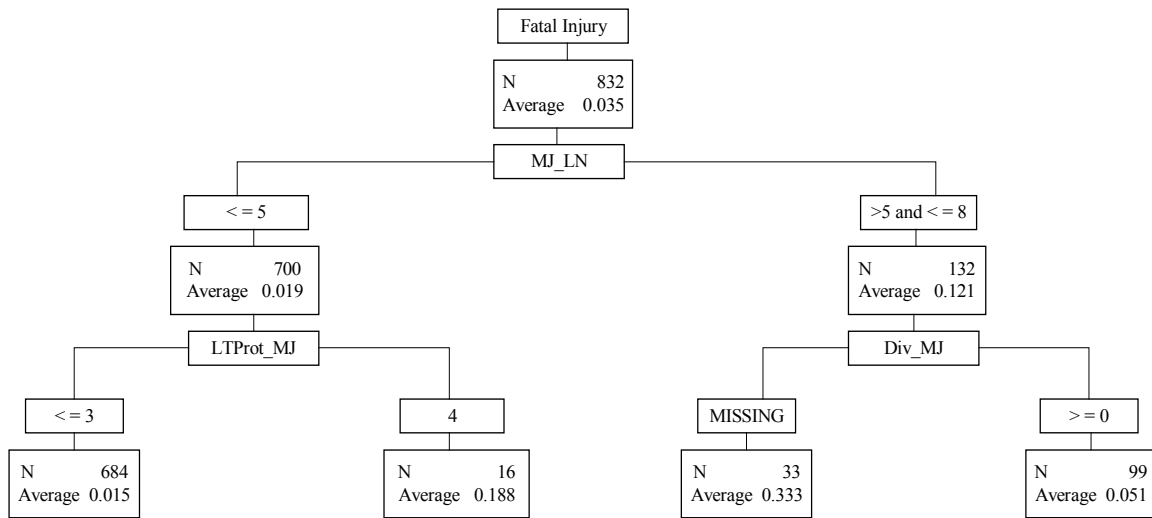 Fatal Injury
N 832
Average 0.035
MJ_LN
< = 5
>5 and < = 8
N 700
Average 0.019
N 132
Average 0.121
LTProt_MJ
Div_MJ
< = 3
4
MISSING
> = 0
N 684
Average 0.015
N 16
Average 0.188
N 33
Average 0.333
N 99
Average 0.051